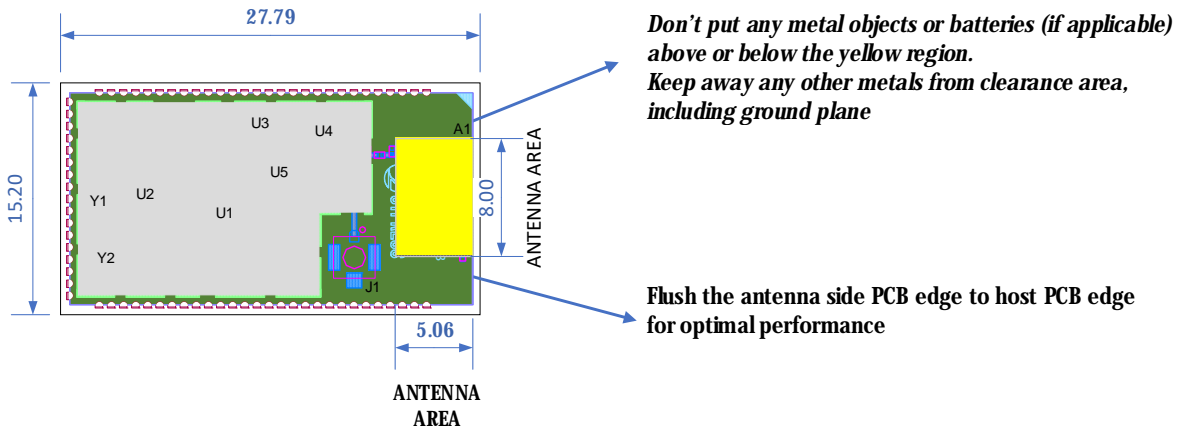 27.79
Don't put any metal objects or batteries (if applicable)
above or below the yellow region.
Keep away any other metals from clearance area,
including ground plane
U3
U4
A1
U5
Y1
U2
U1
Y2
J1
15.20
8.00
ANTENNA AREA
Flush the antenna side PCB edge to host PCB edge
for optimal performance
5.06
ANTENNA
AREA